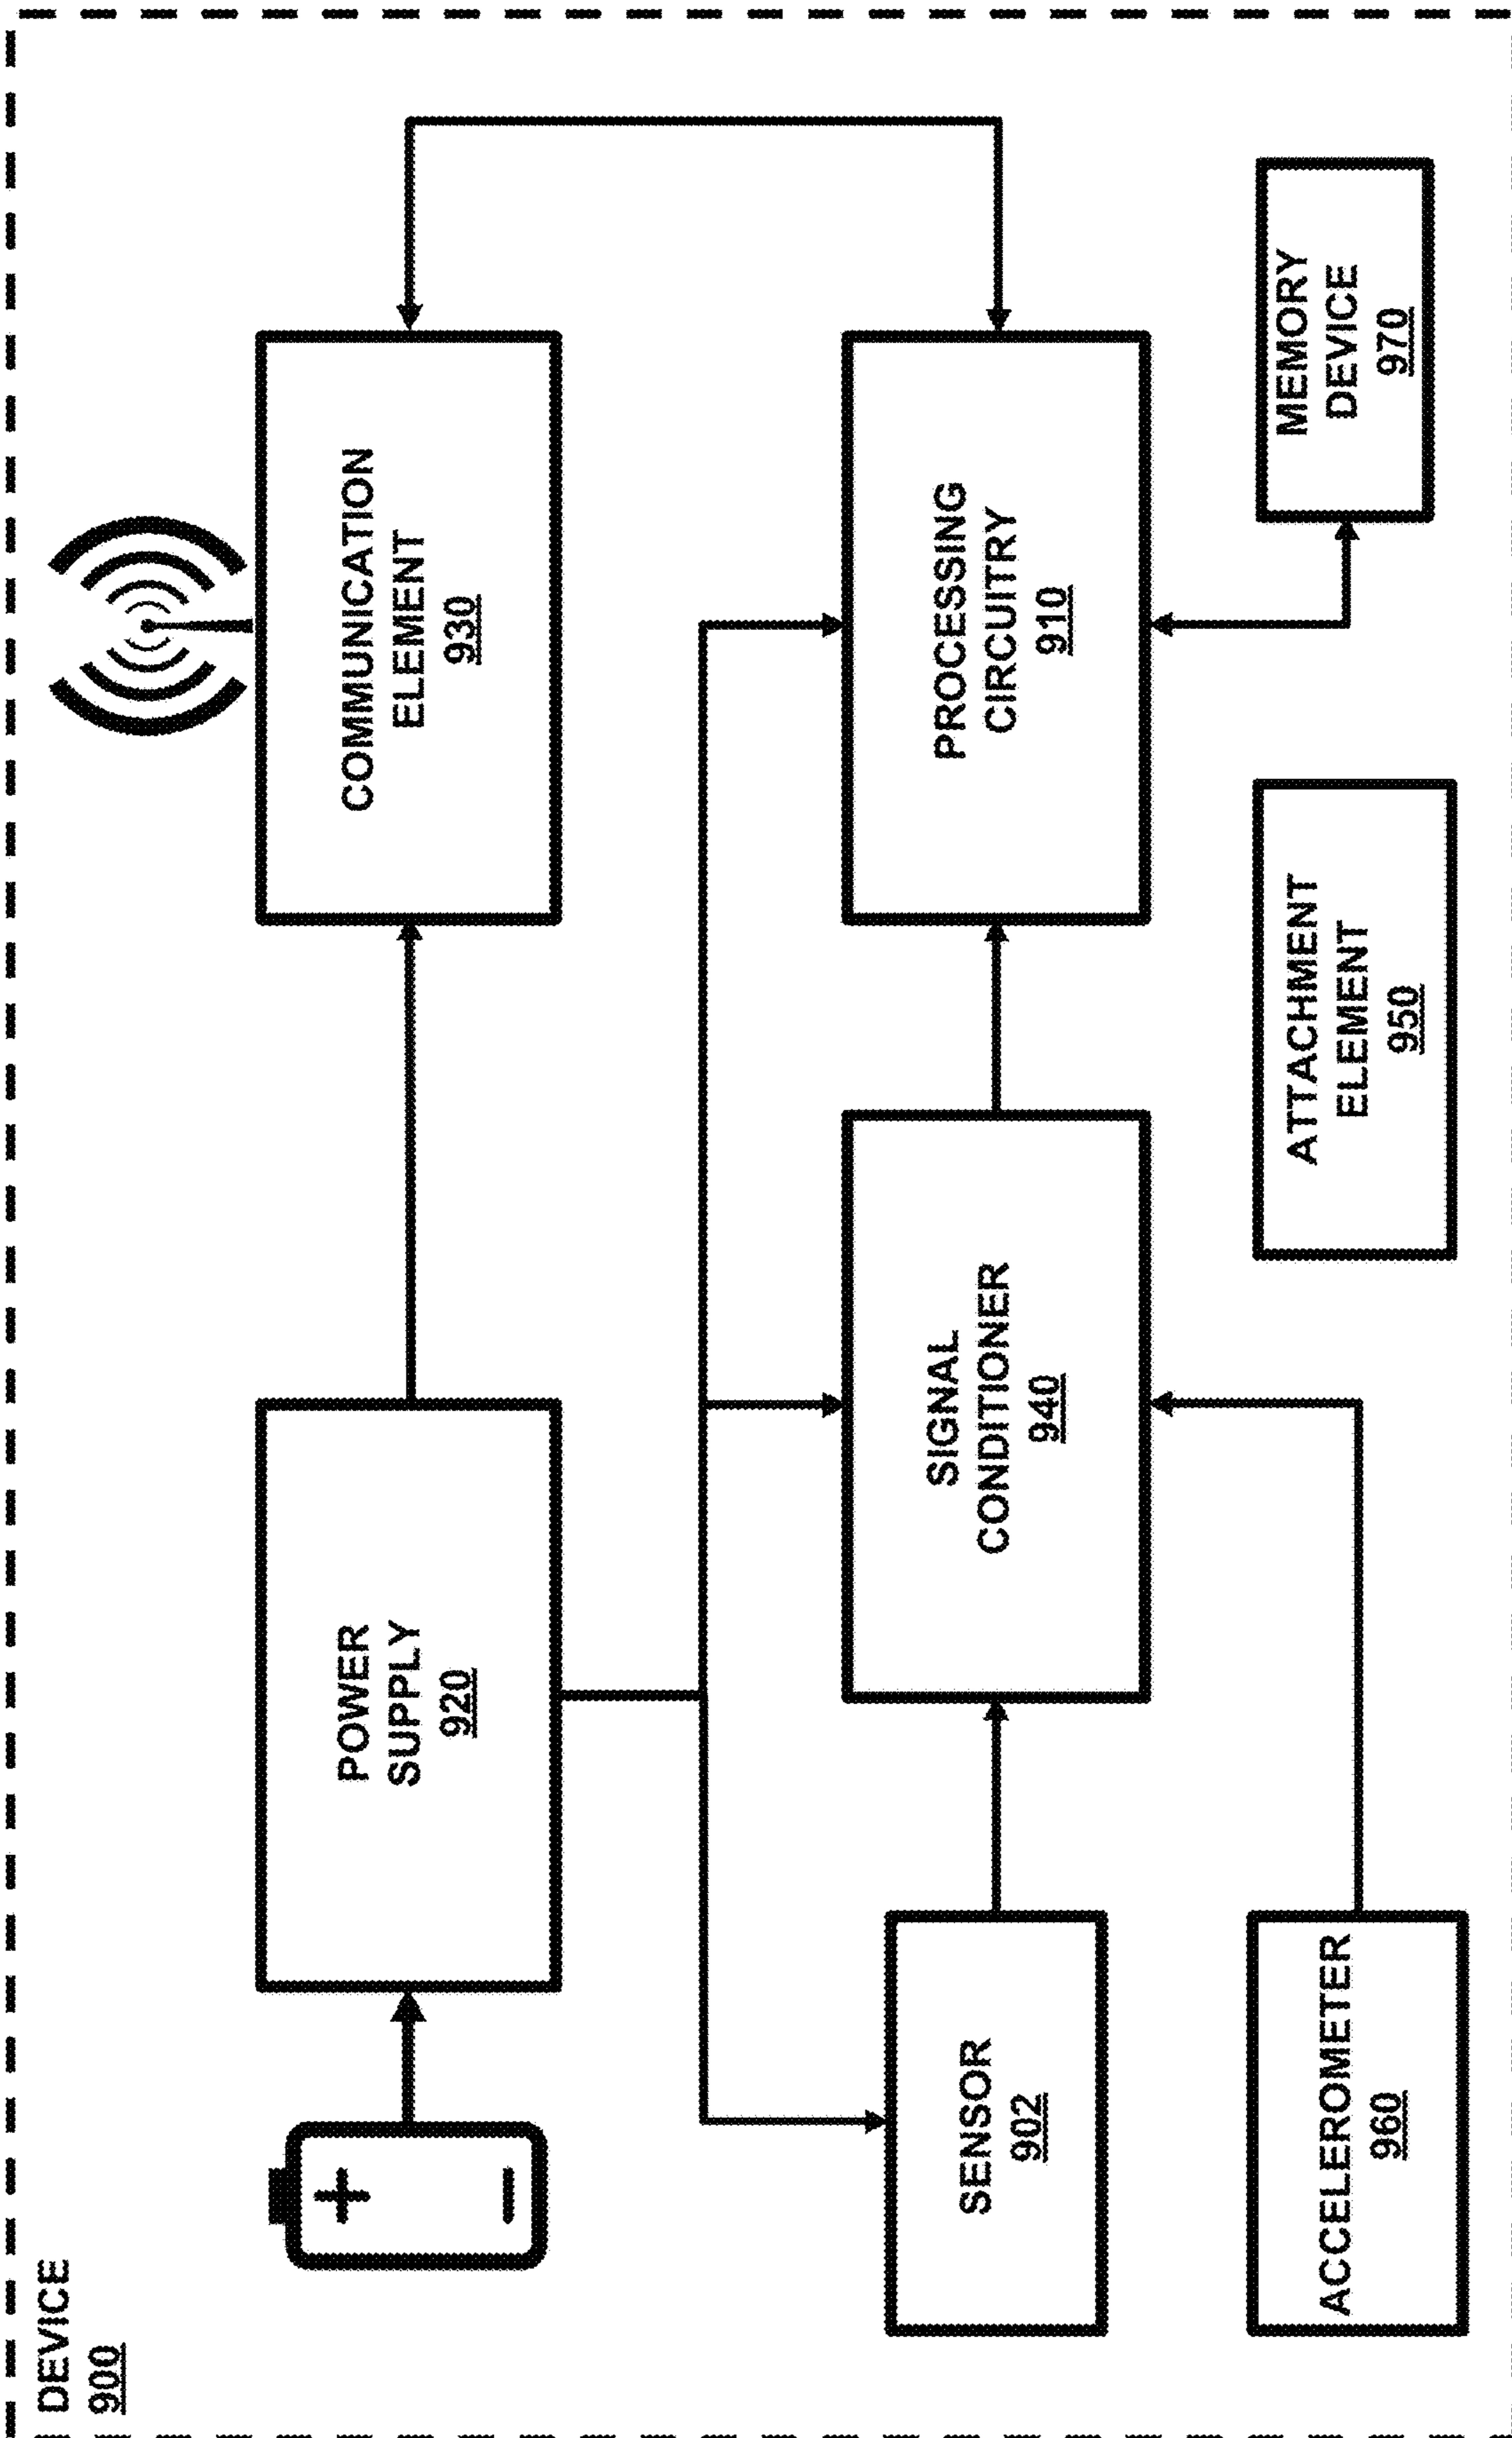 DEVICE
900
POWER
SUPPLY
920
COMMUNICATION
ELEMENT
930
SENSOR
902
SIGNAL
CONDITIONER
940
PROCESSING
CIRCUITRY
910
ACCELEROMETER
960
ATTACHMENT
ELEMENT
950
MEMORY
DEVICE
970